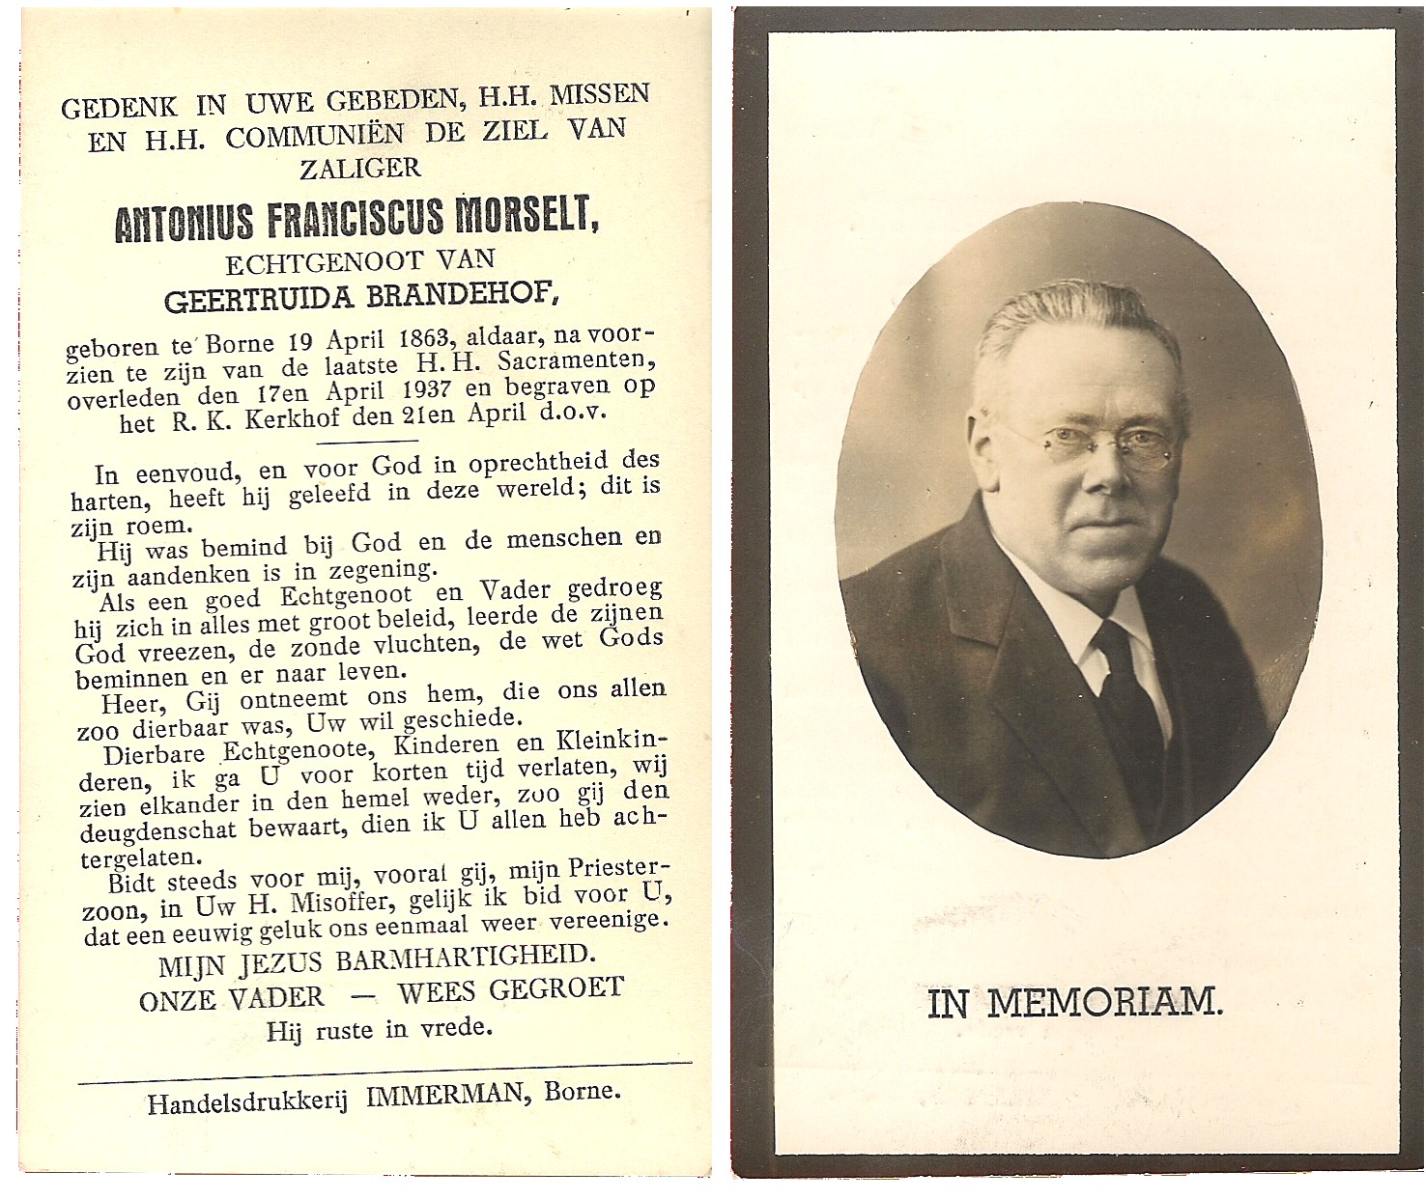 GEDENK IN UWE GEBEDEN, H.H. MISSEN
EN H.H. COMMUNIËN DE ZIEL VAN
ZALIGER
ANTONIUS FRANCISCUS MORSELT,
ECHTGENOOT VAN
GEERTRUIDA BRANDEHOF,
geboren te Borne 19 April 1863, aldaar, na voor-
zien te zijn van de laatste H.H. Sacramenten,
overleden den 17en April 1937 en begraven op
het R. K. Kerkhof den 21en April d.o.v.
In eenvoud, en voor God in oprechtheid des
harten, heeft hij geleefd in deze wereld; dit is
zijn roem.
Hij was bemind bij God en de menschen en
zijn aandenken is in zegening.
Als een goed Echtgenoot en Vader gedroeg
hij zich in alles met groot beleid, leerde de zijnen
God vreezen, de zonde vluchten, de wet Gods
beminnen en er naar leven.
Heer, Gij ontneemt ons hem, die ons allen
zoo dierbaar was, Uw wil geschiede.
Dierbare Echtgenoote, Kinderen en Kleinkin-
deren, ik ga U voor korten tijd verlaten, wij
zien elkander in den hemel weder, zoo gij den
deugdenschat bewaart, dien ik U allen heb ach-
tergelaten.
Bidt steeds voor mij, vooral gij, mijn Priester-
zoon, in Uw H. Misoffer, gelijk ik bid voor U,
dat een eeuwig geluk ons eenmaal weer vereenige.
MIJN JEZUS BARMHARTIGHEID.
ONZE VADER — WEES GEGROET
Hij ruste in vrede.
Handelsdrukkerij IMMERMAN, Borne.
IN MEMORIAM.